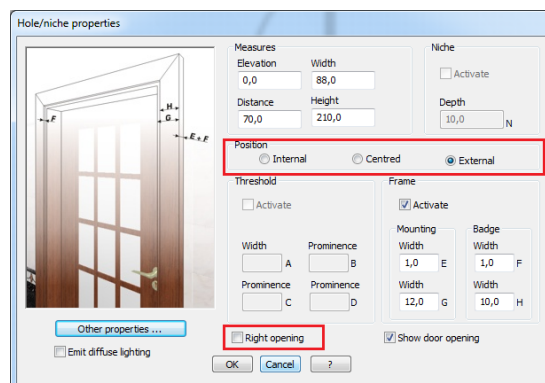 Hole/niche properties
Measures
Elevation Width
0,0 88,0
Distance Height
70,0 210,0
Niche
Activate
Depth
10,0 N
H
F G
E+F
Position
Internal Centred External
Threshold
Activate
Width Prominence
A B
Prominence Prominence
C D
Frame
Activate
Mounting Badge
Width Width
1,0 E 1,0 F
Width Width
12,0 G 10,0 H
Other properties ...
Emit diffuse lighting
Right opening
Show door opening
OK Cancel ?